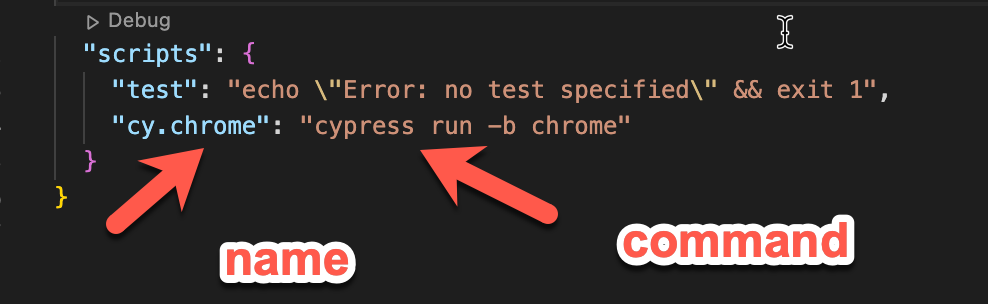 Debug
"scripts": {
"test": "echo \"Error: no test specified\" && exit 1",
"cy.chrome": "cypress run -b chrome"
}
}
name
command